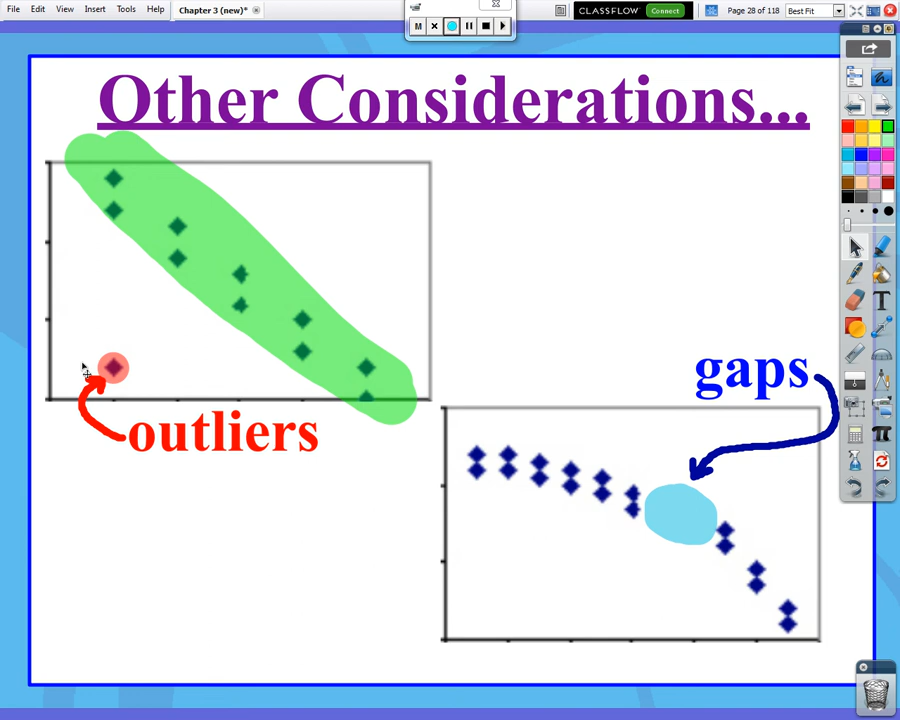 File Edit View Insert Tools Help Chapter 3 (new)* CLASSFLOW Connect Page 28 of 118 Best Fit
M
Other Considerations...
outliers
gaps
T
π